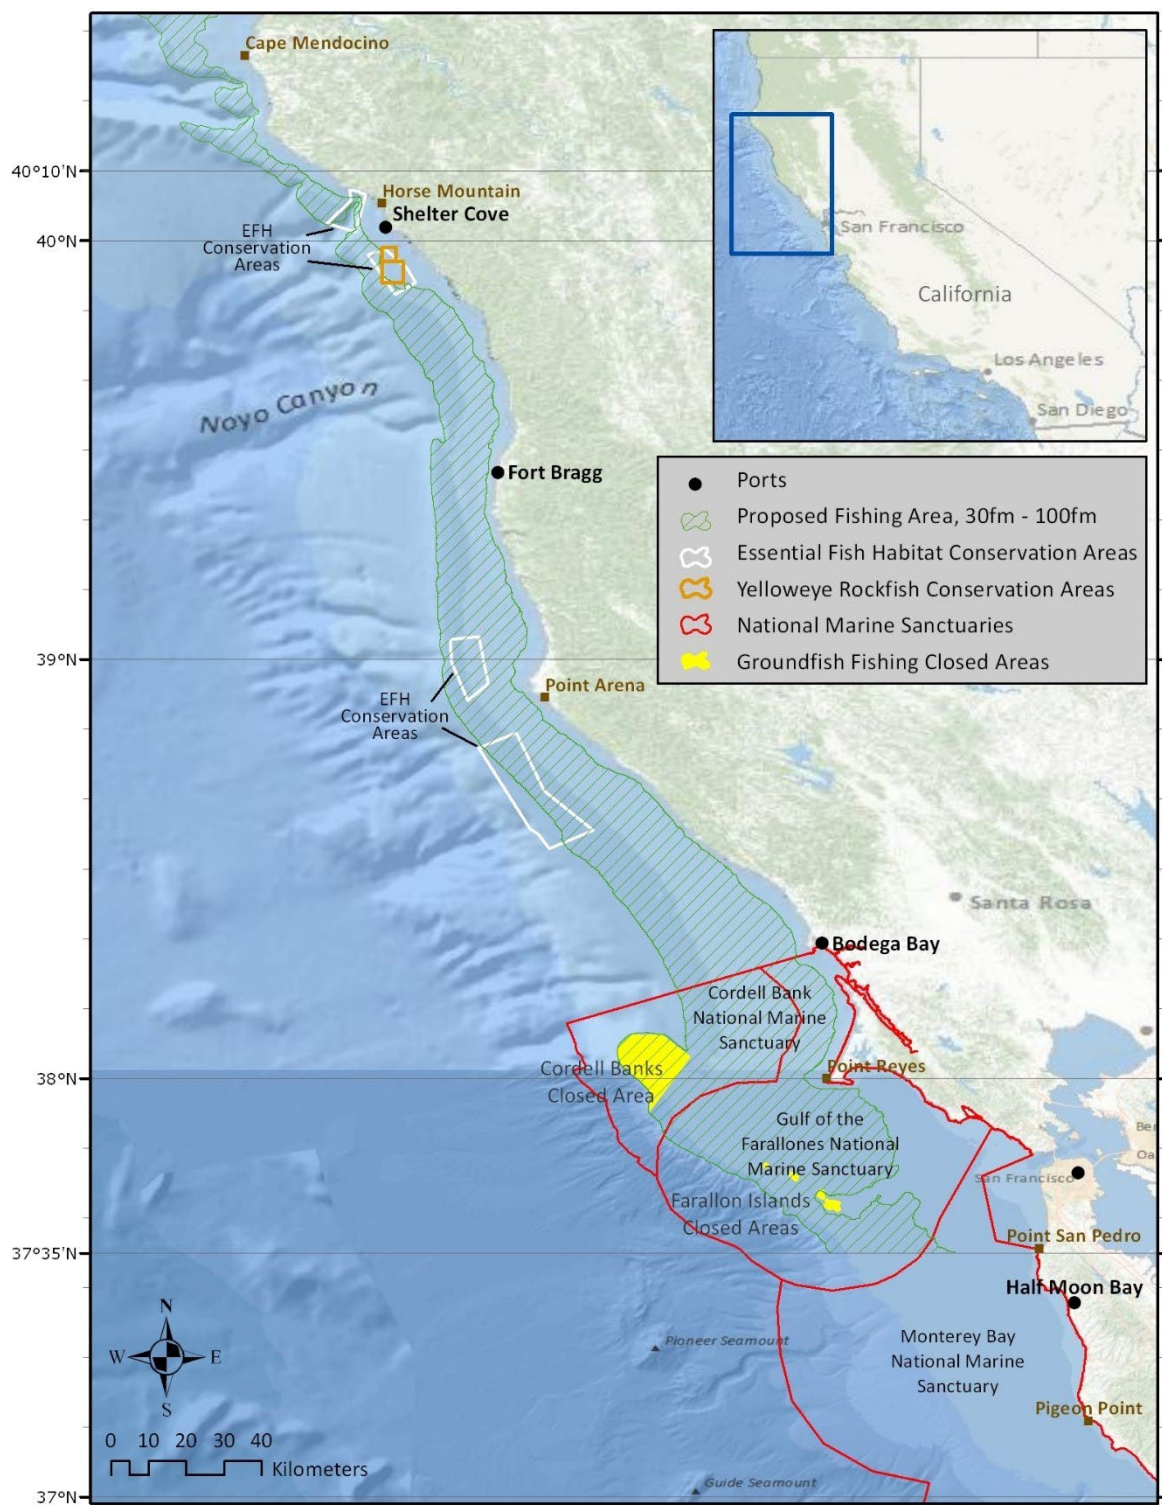 Cape Mendocino
40°10'N
Horse Mountain
Shelter Cove
EFH
Conservation
Areas
40°N
San Francisco
California
Los Angeles
San Diego
Noyo Canyon
Fort Bragg
Ports
Proposed Fishing Area, 30fm - 100fm
Essential Fish Habitat Conservation Areas
Yelloweye Rockfish Conservation Areas
National Marine Sanctuaries
Groundfish Fishing Closed Areas
39°N
Point Arena
EFH
Conservation
Areas
Santa Rosa
Bodega Bay
Cordell Bank
National Marine
Sanctuary
Cordell Banks
Closed Area
38°N
Point Reyes
Gulf of the
Farallones National
Marine Sanctuary
Ber
Oa
San Francisco
Farallon Islands
Closed Areas
Point San Pedro
37°35'N
Half Moon Bay
N
W
E
S
Pioneer Seamount
Monterey Bay
National Marine
Sanctuary
Pigeon Point
0 10 20 30 40
Kilometers
Guide Seamount
37°N